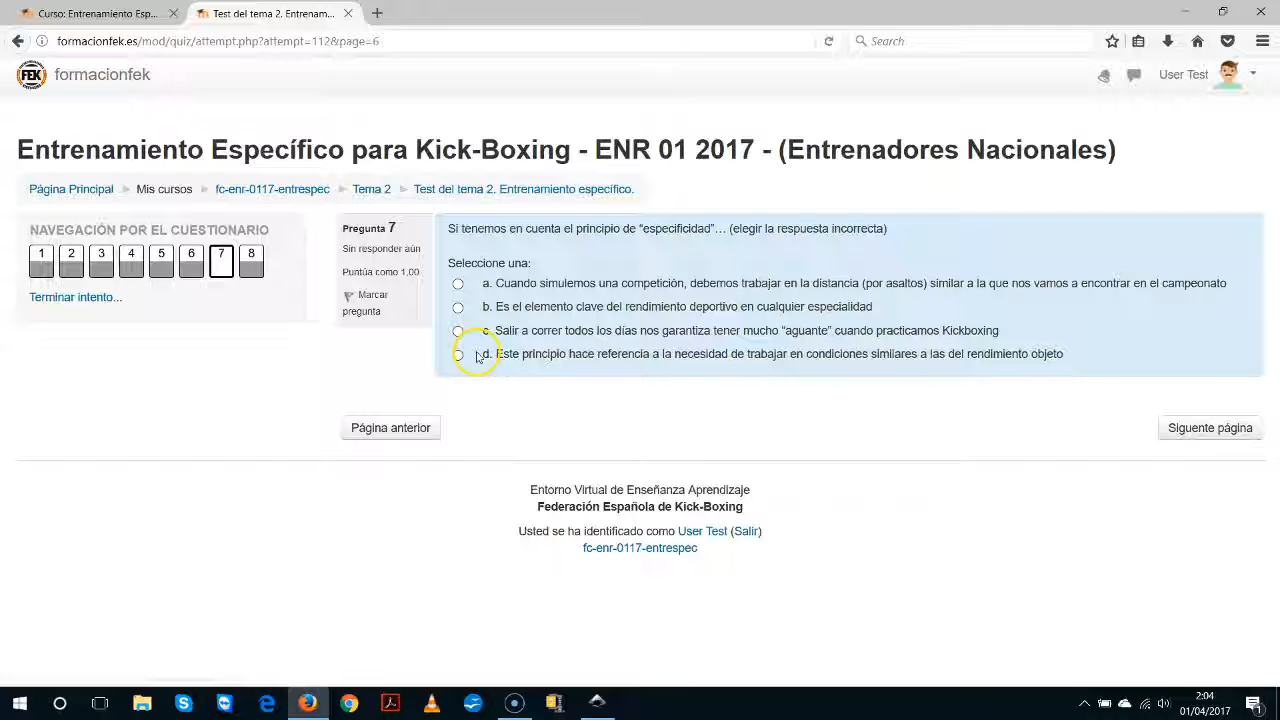 Curso: Entrenamiento Esp...
Test del tema 2. Entrenam...
formacionfek.es/mod/quiz/attempt.php?attempt=112&page=6
Search
FEK
formacionfek
User Test
Entrenamiento Específico para Kick-Boxing - ENR 01 2017 - (Entrenadores Nacionales)
Página Principal
Mis cursos
fc-enr-0117-entrespec
Tema 2
Test del tema 2. Entrenamiento específico.
NAVEGACIÓN POR EL CUESTIONARIO
1 2 3 4 5 6 7 8
Terminar intento...
Pregunta 7
Sin responder aún
Puntúa como 1,00
Marcar
pregunta
Si tenemos en cuenta el principio de “especificidad”… (elegir la respuesta incorrecta)
Seleccione una:
a. Cuando simulemos una competición, debemos trabajar en la distancia (por asaltos) similar a la que nos vamos a encontrar en el campeonato
b. Es el elemento clave del rendimiento deportivo en cualquier especialidad
c. Salir a correr todos los días nos garantiza tener mucho “aguante” cuando practicamos Kickboxing
d. Este principio hace referencia a la necesidad de trabajar en condiciones similares a las del rendimiento objeto
Página anterior
Siguente página
Entorno Virtual de Enseñanza Aprendizaje
Federación Española de Kick-Boxing
Usted se ha identificado como User Test (Salir)
fc-enr-0117-entrespec
2:04
01/04/2017